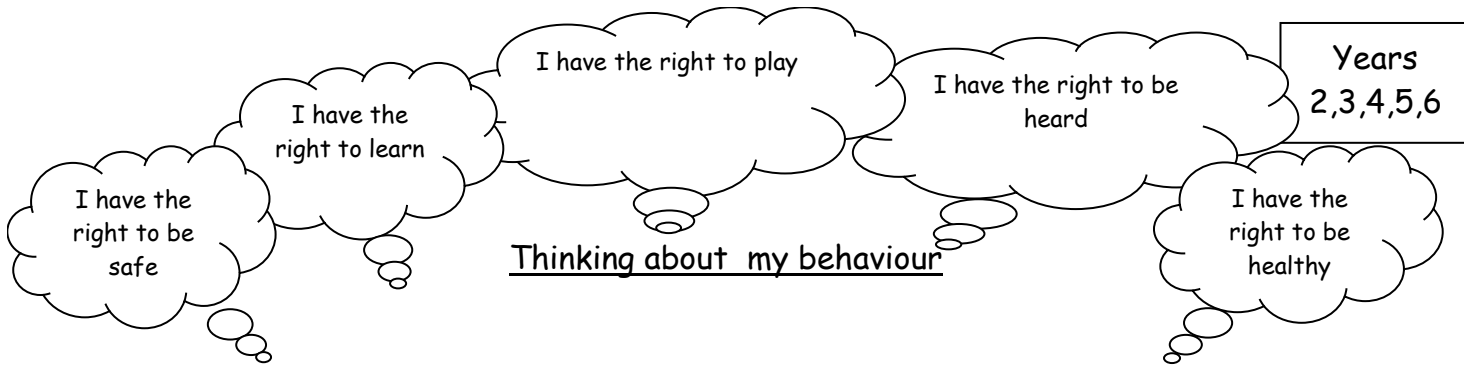 I have the
right to be
safe
I have the
right to learn
I have the right to play
I have the right to be
heard
Years
2,3,4,5,6
I have the
right to be
healthy
Thinking about  my behaviour